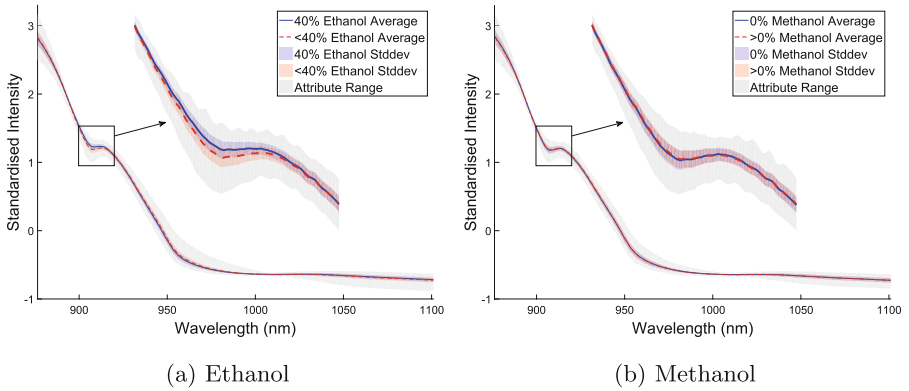 3
2
1
0
-1
Standardised Intensity
40% Ethanol Average
<40% Ethanol Average
40% Ethanol Stddev
<40% Ethanol Stddev
Attribute Range
900 950 1000 1050 1100
Wavelength (nm)
(a) Ethanol
3
2
1
0
-1
Standardised Intensity
0% Methanol Average
>0% Methanol Average
0% Methanol Stddev
>0% Methanol Stddev
Attribute Range
900 950 1000 1050 1100
Wavelength (nm)
(b) Methanol